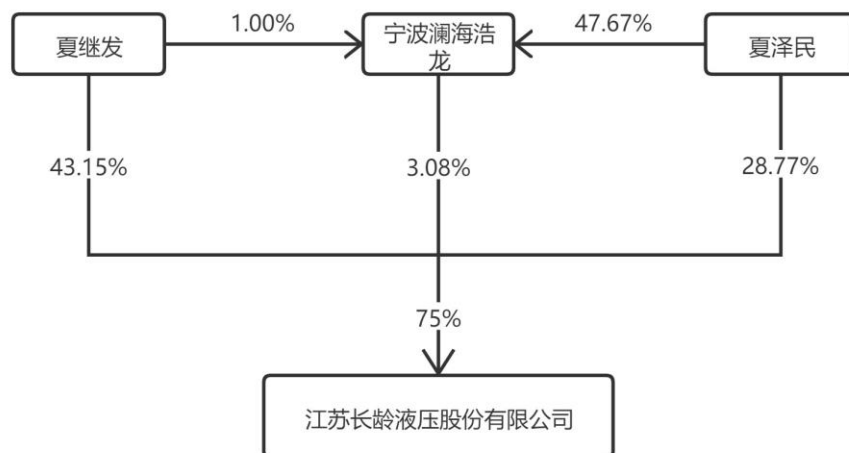 夏继发
1.00%
宁波澜海浩
龙
47.67%
夏泽民
43.15%
3.08%
28.77%
75%
江苏长龄液压股份有限公司